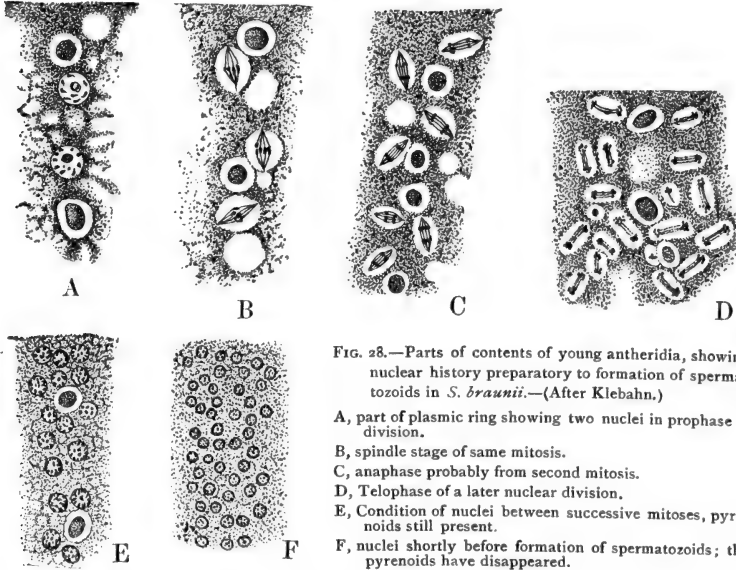 A
B
C
D
E
F
FIG. 28.—Parts of contents of young antheridia, showin
nuclear history preparatory to formation of sperma
tozoids in S. braunii.—(After Klebahn.)
A, part of plasmic ring showing two nuclei in prophase
division.
B, spindle stage of same mitosis.
C, anaphase probably from second mitosis.
D, Telophase of a later nuclear division.
E, Condition of nuclei between successive mitoses, pyr
noids still present.
F, nuclei shortly before formation of spermatozoids; th
pyrenoids have disappeared.